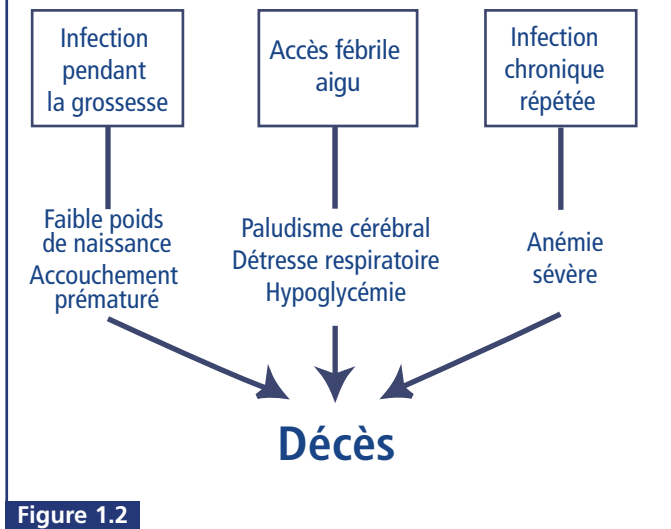 Infection
pendant
la grossesse
Accès fébrile
aigu
Infection
chronique
répétée
Faible poids
de naissance
Accouchement
prématuré
Paludisme cérébral
Détresse respiratoire
Hypoglycémie
Anémie
sévère
Décès
Figure 1.2